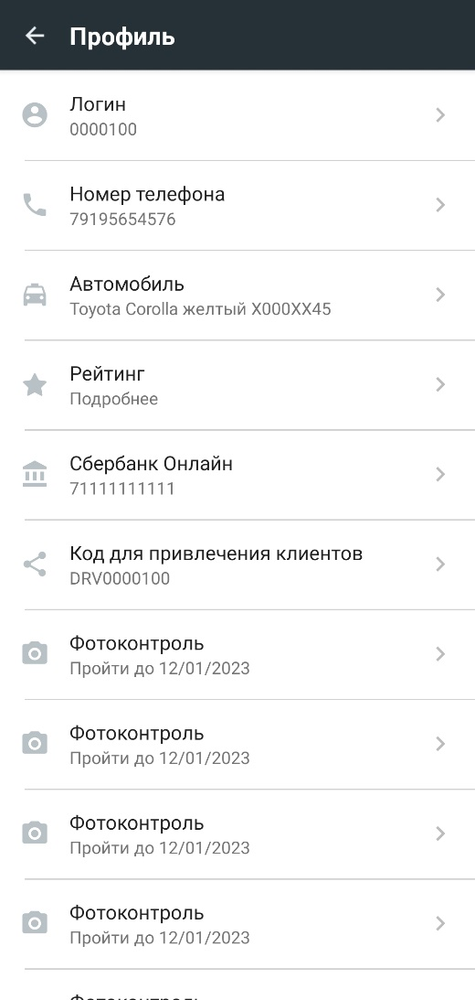 Профиль
Логин
0000100
Номер телефона
79195654576
Автомобиль
Toyota Corolla желтый X000XX45
Рейтинг
Подробнее
Сбербанк Онлайн
71111111111
Код для привлечения клиентов
DRV0000100
Фотоконтроль
Пройти до 12/01/2023
Фотоконтроль
Пройти до 12/01/2023
Фотоконтроль
Пройти до 12/01/2023
Фотоконтроль
Пройти до 12/01/2023
Фотоконтроль